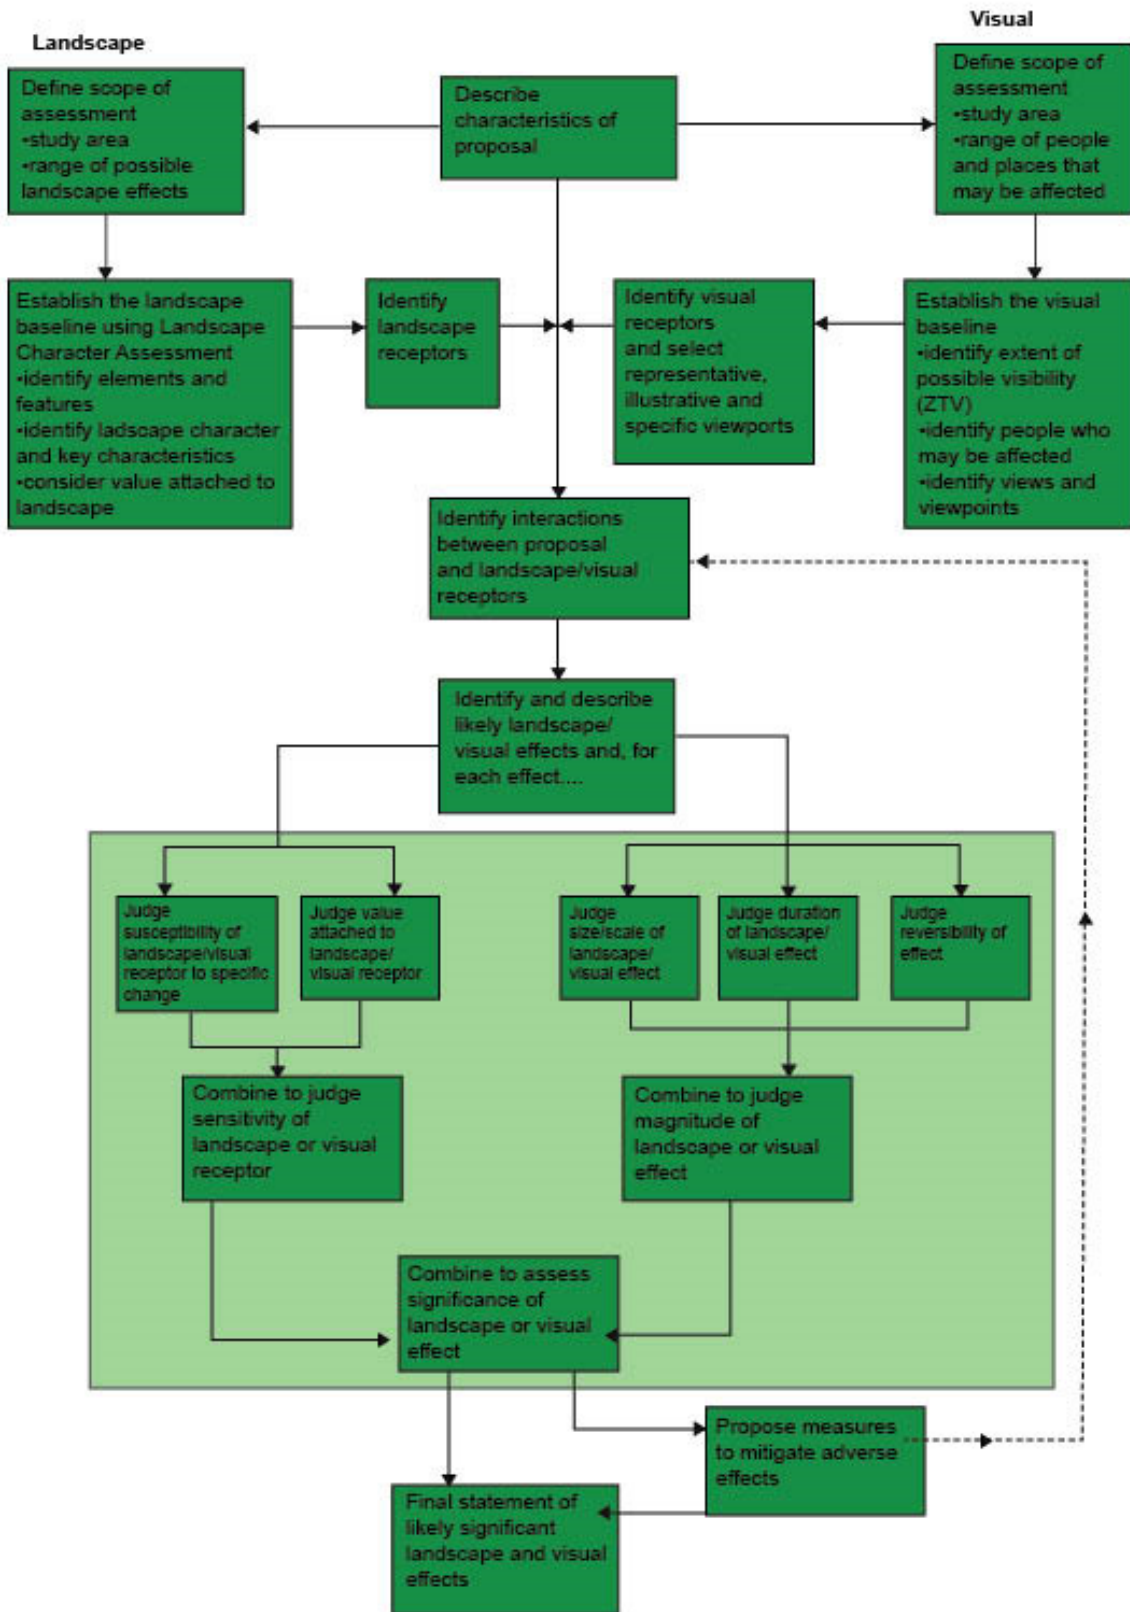 Landscape
Visual
Define scope of
assessment
•study area
•range of possible
landscape effects
Describe
characteristics of
proposal
Define scope of
assessment
•study area
•range of people
and places that
may be affected
Establish the landscape
baseline using Landscape
Character Assessment
•identify elements and
features
•identify ladscape character
and key characteristics
•consider value attached to
landscape
Identify
landscape
receptors
Identify visual
receptors
and select
representative,
illustrative and
specific viewports
Establish the visual
baseline
•identify extent of
possible visibility
(ZTV)
•identify people who
may be affected
•identify views and
viewpoints
Identify interactions
between proposal
and landscape/visual
receptors
Identify and describe
likely landscape/
visual effects and, for
each effect....
Judge
susceptibility of
landscape/visual
receptor to specific
change
Judge value
attached to
landscape/
visual receptor
Judge
size/scale of
landscape/
visual effect
Judge duration
of landscape/
visual effect
Judge
reversibility of
effect
Combine to judge
sensitivity of
landscape or visual
receptor
Combine to judge
magnitude of
landscape or visual
effect
Combine to assess
significance of
landscape or visual
effect
Propose measures
to mitigate adverse
effects
Final statement of
likely significant
landscape and visual
effects